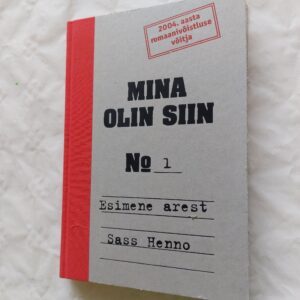 2004. aasta
romaanivõistluse
võitja
MINA
OLIN SIIN
No 1
Esimene arest
Sass Henno